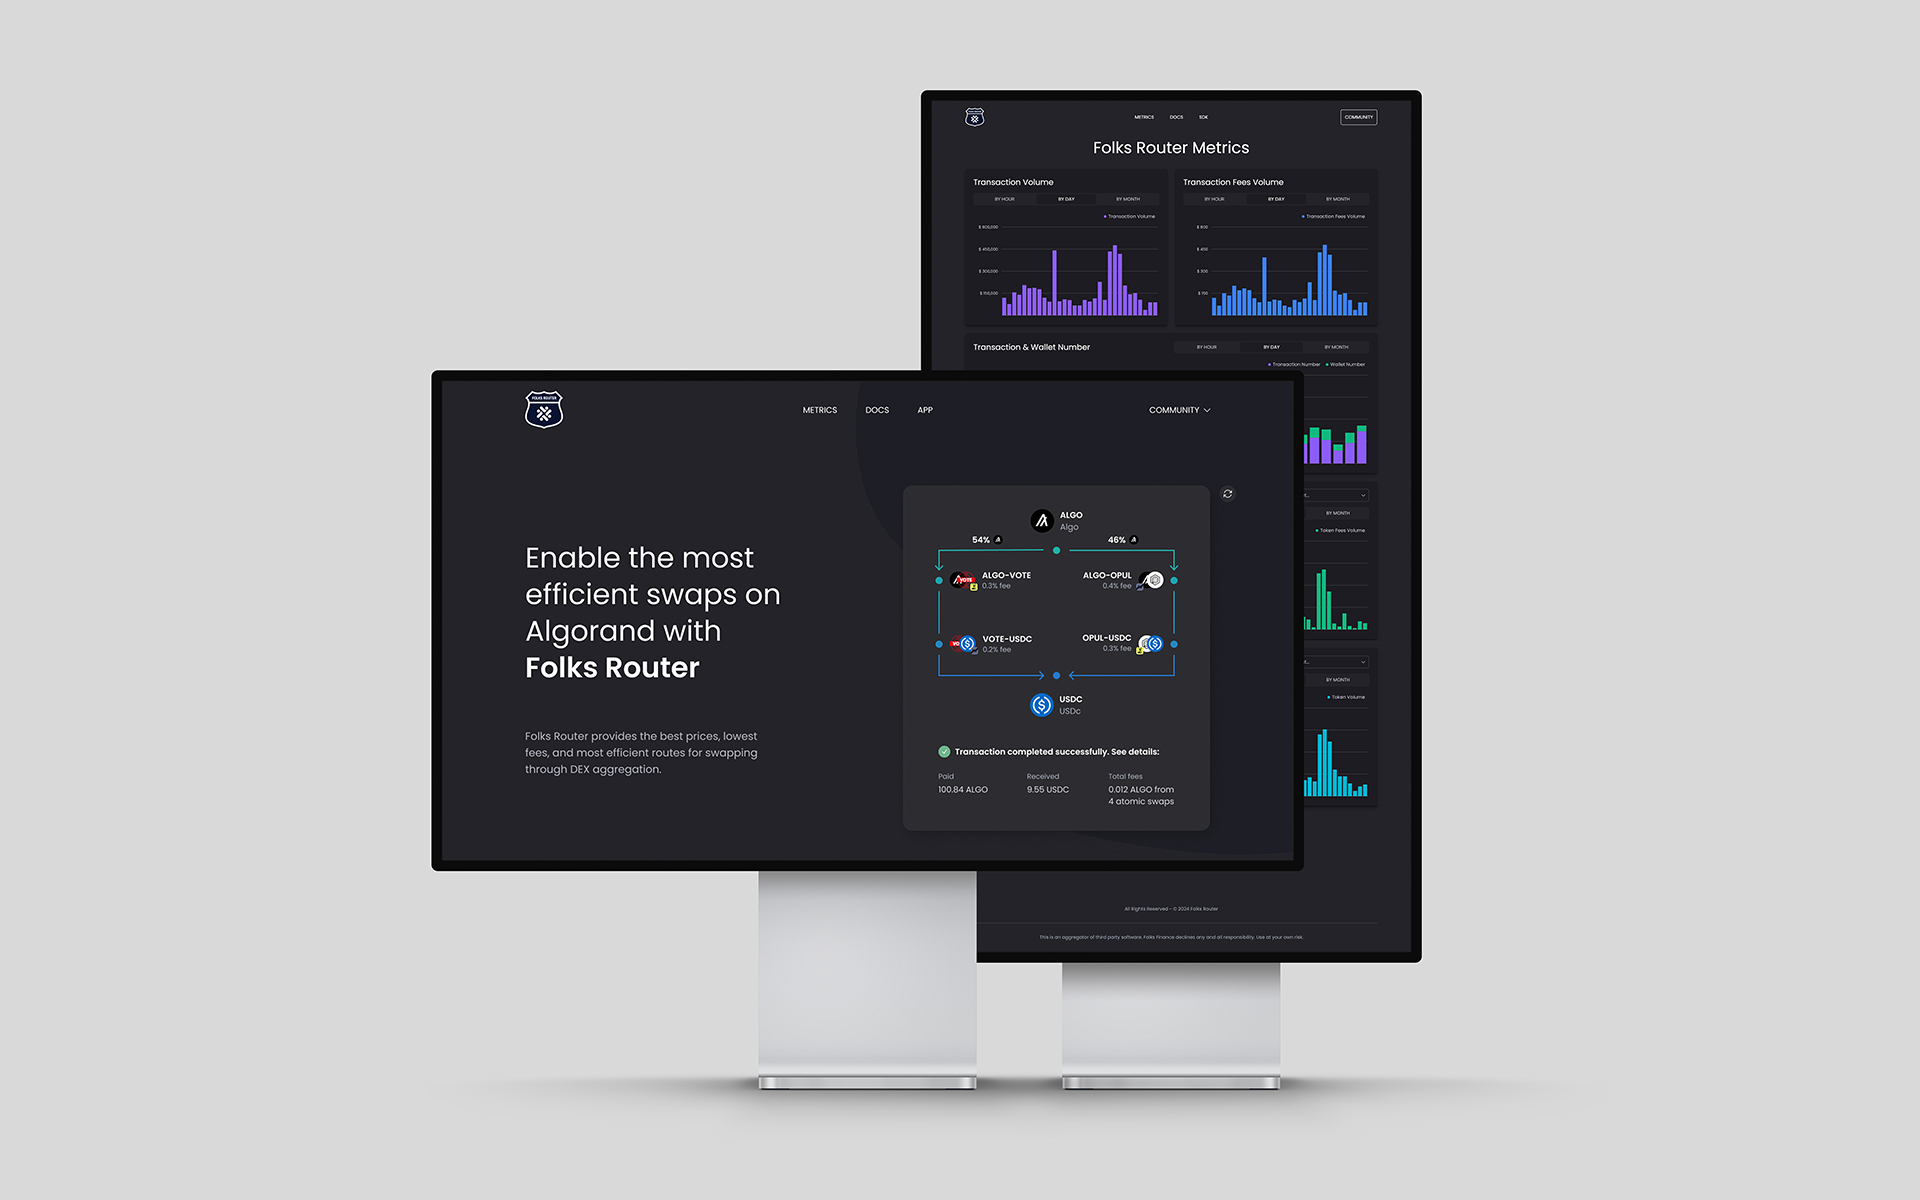 FOLKS ROUTER
METRICS
DOCS
SDK
COMMUNITY
Folks Router Metrics
Transaction Volume
BY HOUR
BY DAY
BY MONTH
Transaction Volume
$ 600,000
$ 450,000
$ 300,000
$ 150,000
Transaction Fees Volume
BY HOUR
BY DAY
BY MONTH
Transaction Fees Volume
$ 600
$ 450
$ 300
$ 150
Transaction & Wallet Number
BY HOUR
BY DAY
BY MONTH
Transaction Number
Wallet Number
BY MONTH
Token Fees Volume
BY MONTH
Token Volume
All Rights Reserved – © 2024 Folks Router
This is an aggregator of third party software. Folks Finance declines any and all responsibility. Use at your own risk.
FOLKS ROUTER
METRICS
DOCS
APP
COMMUNITY
Enable the most
efficient swaps on
Algorand with
Folks Router
Folks Router provides the best prices, lowest
fees, and most efficient routes for swapping
through DEX aggregation.
ALGO
Algo
54%
46%
ALGO-VOTE
0.3% fee
ALGO-OPUL
0.4% fee
VOTE
VOTE-USDC
0.2% fee
OPUL-USDC
0.3% fee
VO
USDC
USDc
Transaction completed successfully. See details:
Paid
100.84 ALGO
Received
9.55 USDC
Total fees
0.012 ALGO from
4 atomic swaps